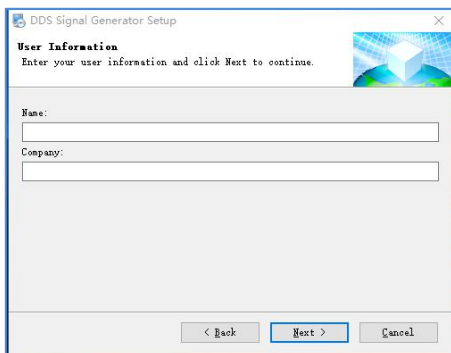 DDS Signal Generator Setup
User Information
Enter your user information and click Next to continue.
Name:
Company:
< Back
Next >
Cancel